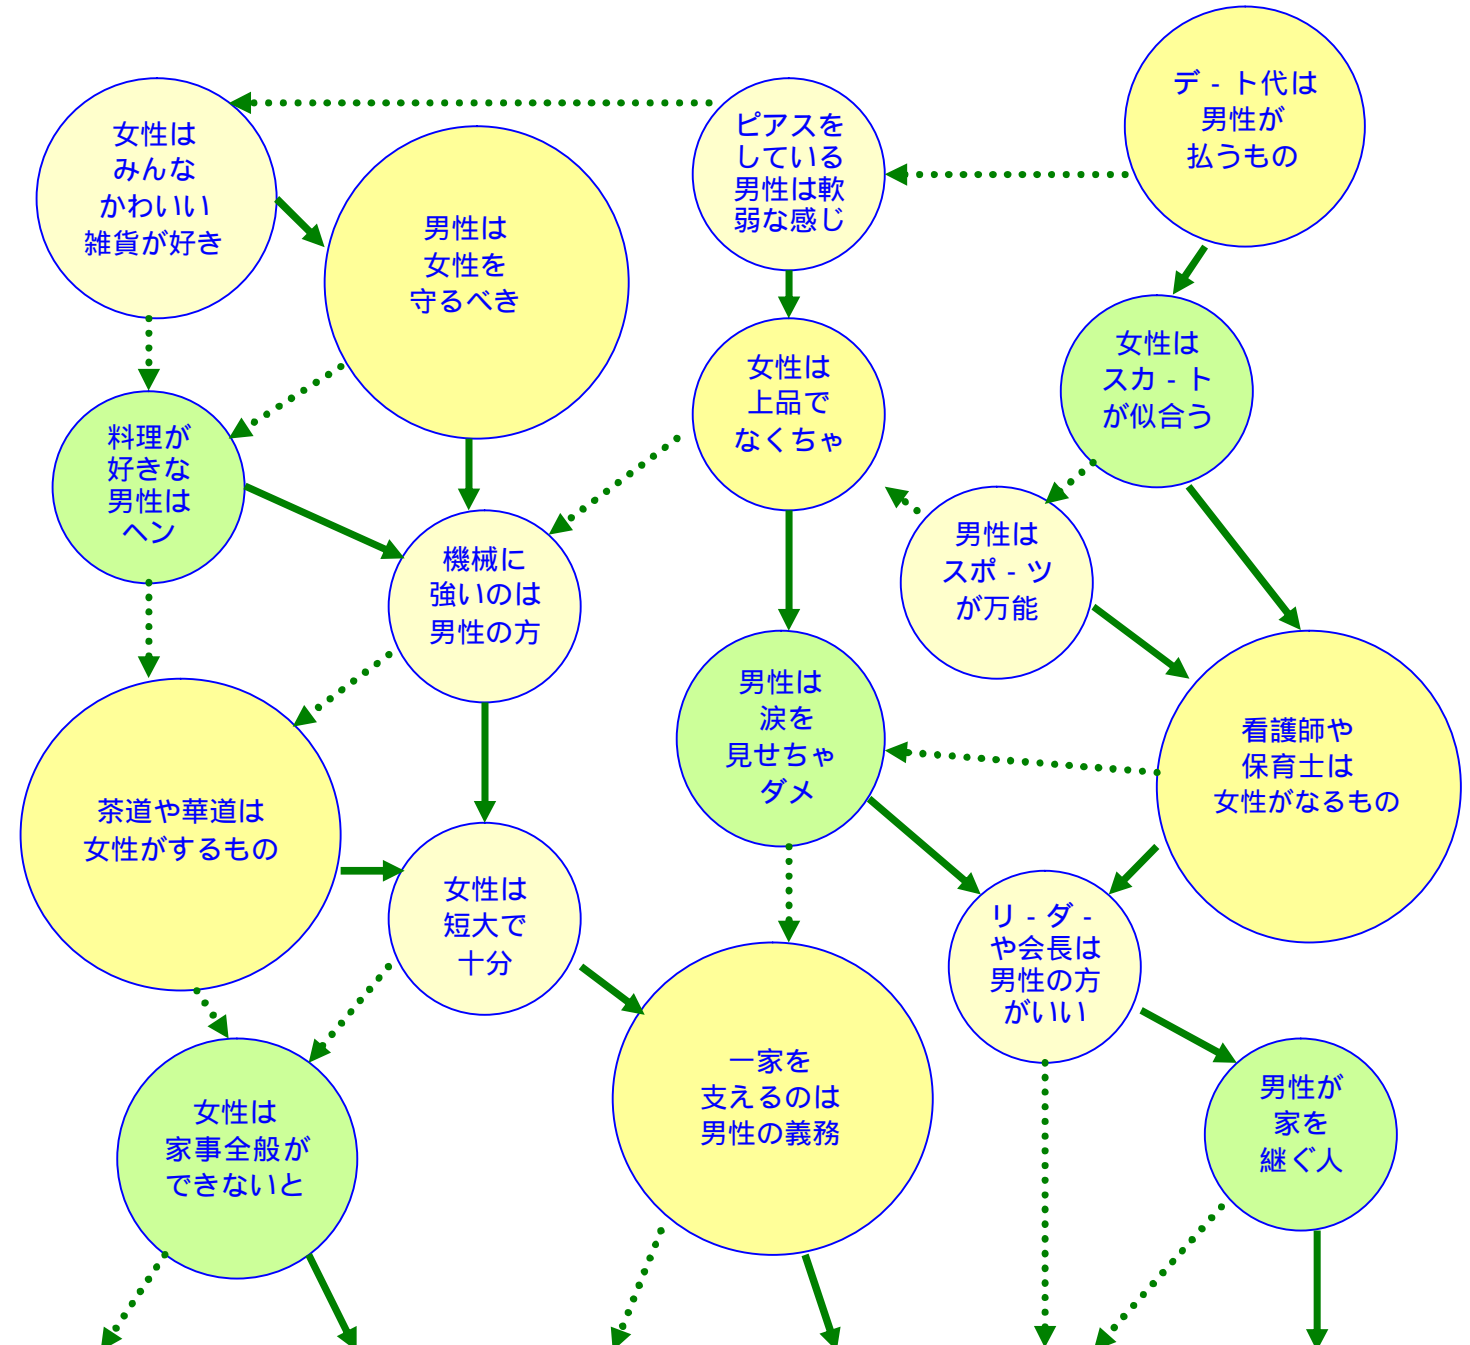 デ - ト代は
男性が
払うもの
ピアスを
している
男性は軟
弱な感じ
女性は
みんな
かわいい
雑貨が好き
男性は
女性を
守るべき
女性は
スカ - ト
が似合う
女性は
上品で
なくちゃ
料理が
好きな
男性は
ヘン
男性は
スポ - ツ
が万能
機械に
強いのは
男性の方
男性は
涙を
見せちゃ
ダメ
看護師や
保育士は
女性がなるもの
茶道や華道は
女性がするもの
女性は
短大で
十分
リ - ダ -
や会長は
男性の方
がいい
一家を
支えるのは
男性の義務
男性が
家を
継ぐ人
女性は
家事全般が
できないと